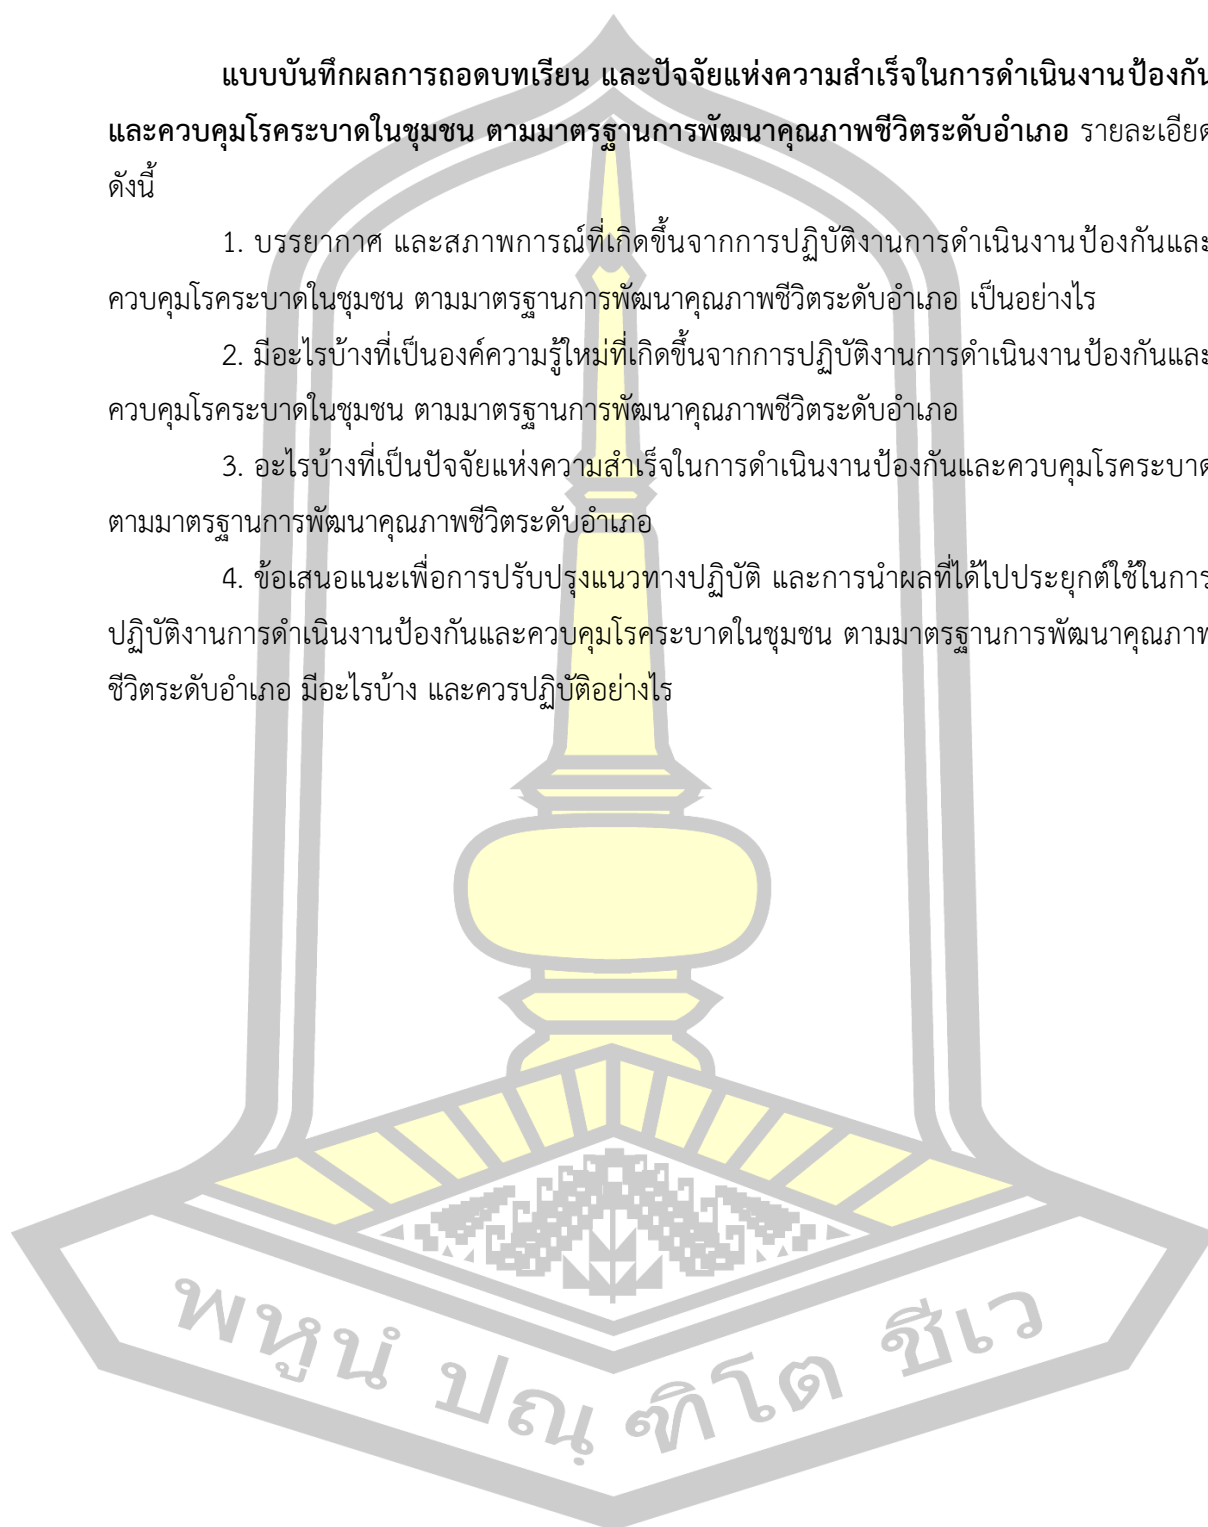 แบบบันทึกผลการถอดบทเรียน และปัจจัยแห่งความสำเร็จในการดำเนินงานป้องกัน
และควบคุมโรคระบาดในชุมชน ตามมาตรฐานการพัฒนาคุณภาพชีวิตระดับอำเภอ รายละเอียด
ดังนี้
1. บรรยากาศ และสภาพการณ์ที่เกิดขึ้นจากการปฏิบัติงานการดำเนินงานป้องกันและ
ควบคุมโรคระบาดในชุมชน ตามมาตรฐานการพัฒนาคุณภาพชีวิตระดับอำเภอ เป็นอย่างไร
2. มีอะไรบ้างที่เป็นองค์ความรู้ใหม่ที่เกิดขึ้นจากการปฏิบัติงานการดำเนินงานป้องกันและ
ควบคุมโรคระบาดในชุมชน ตามมาตรฐานการพัฒนาคุณภาพชีวิตระดับอำเภอ
3. อะไรบ้างที่เป็นปัจจัยแห่งความสำเร็จในการดำเนินงานป้องกันและควบคุมโรคระบาด
ตามมาตรฐานการพัฒนาคุณภาพชีวิตระดับอำเภอ
4. ข้อเสนอแนะเพื่อการปรับปรุงแนวทางปฏิบัติ และการนำผลที่ได้ไปประยุกต์ใช้ในการ
ปฏิบัติงานการดำเนินงานป้องกันและควบคุมโรคระบาดในชุมชน ตามมาตรฐานการพัฒนาคุณภาพ
ชีวิตระดับอำเภอ มีอะไรบ้าง และควรปฏิบัติอย่างไร
พหูนํ ปณฺฑิโต ชีเว